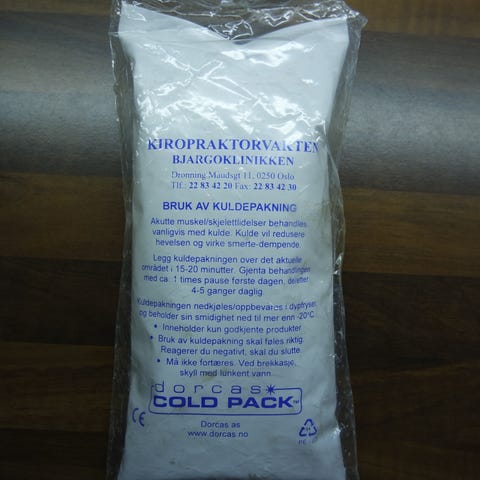 KIROPRAKTORVAKTEN
BJARGOKLINIKKEN
Dronning Maudsgt 11, 0250 Oslo
Tlf.: 22 83 42 20 Fax: 22 83 42 30
BRUK AV KULDEPAKNING
Akutte muskel/skjelettlidelser behandles
vanligvis med kulde. Kulde vil redusere
hevelsen og virke smerte-dempende.
Legg kuldepakningen over det aktuelle
området i 15-20 minutter. Gjenta behandlingen
med ca. 1 times pause første dagen, deretter
4-5 ganger daglig
Kuldepakningen nedkjøles/oppbevares i dypfryser,
og beholder sin smidighet ned til mer enn -20°C.
• Inneholder kun godkjente produkter
• Bruk av kuldepakning skal føles riktig.
Reagerer du negativt, skal du slutte.
• Må ikke fortæres. Ved brekkasje,
skyll med lunkent vann.
dorcas
COLD PACK™
CE
Dorcas as
www.dorcas.no
PE